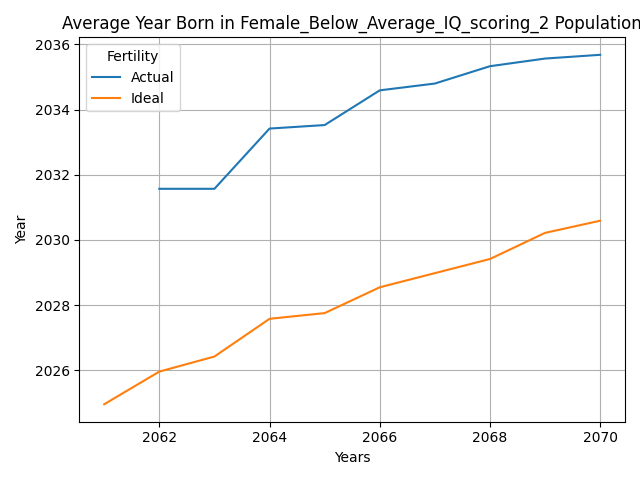 Average Year Born in Female_Below_Average_IQ_scoring_2 Population
2036
2034
2032
2030
2028
2026
Year
Fertility
Actual
Ideal
2062
2064
2066
2068
2070
Years